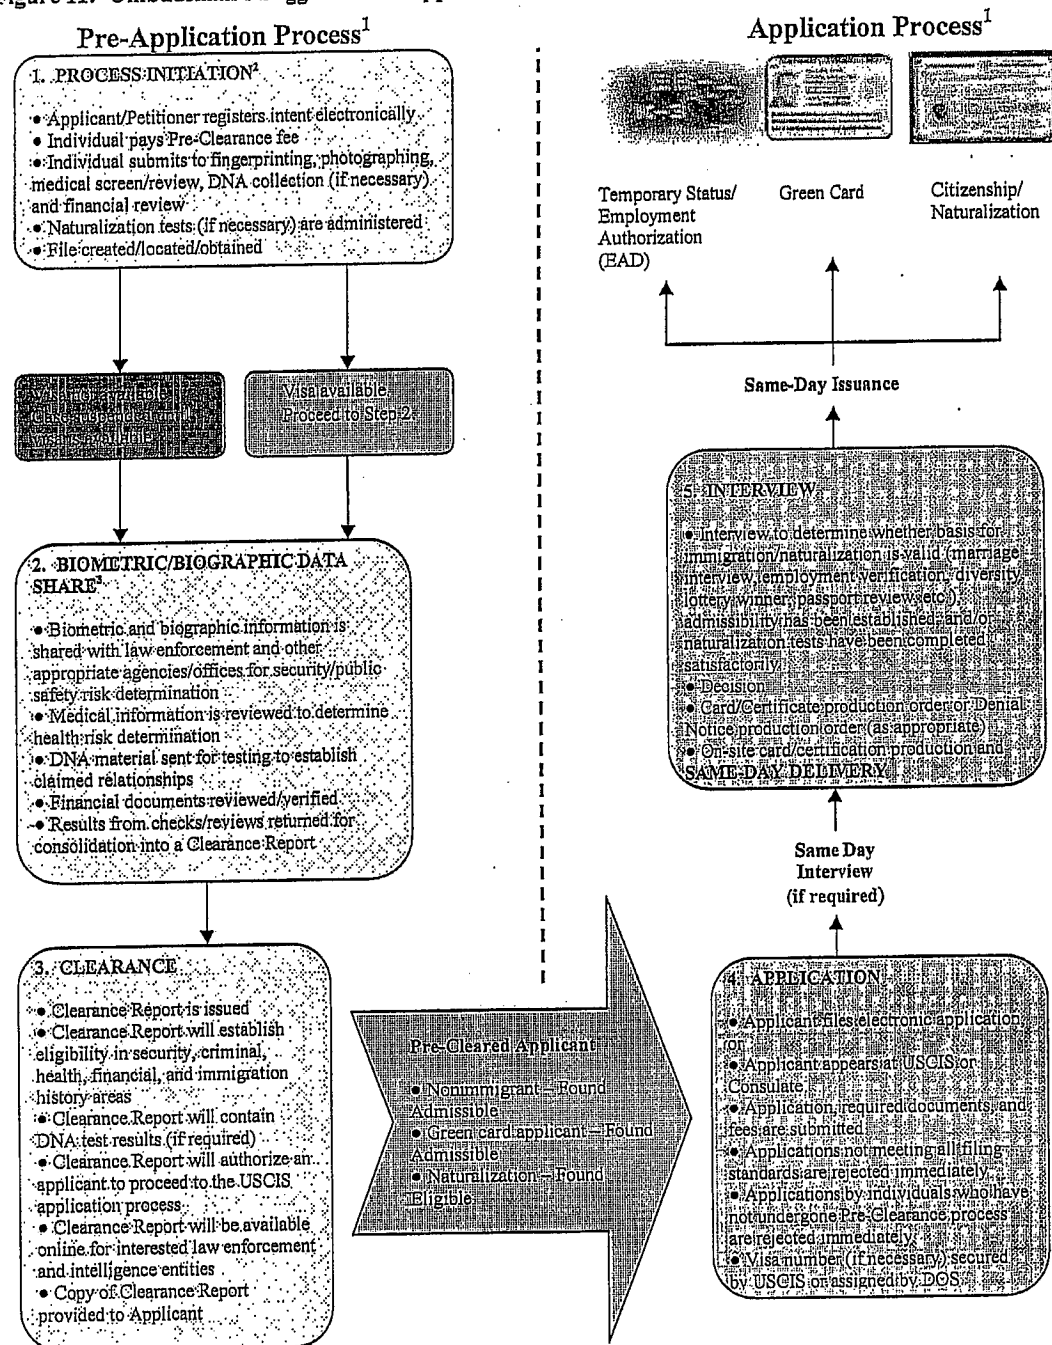 Pre-Application Process1
1. PROCESS INITIATION2
• Applicant/Petitioner registers intent electronically
• Individual pays Pre-Clearance fee
• Individual submits to fingerprinting, photographing,
medical screen/review, DNA collection (if necessary)
and financial review
• Naturalization tests (if necessary) are administered
• File created/located/obtained
Visa not available
Case suspended until
visa is available
Visa available
Proceed to Step 2.
2. BIOMETRIC/BIOGRAPHIC DATA
SHARE3
• Biometric and biographic information is
shared with law enforcement and other
appropriate agencies/offices for security/public
safety risk determination
• Medical information is reviewed to determine
health risk determination
• DNA material sent for testing to establish
claimed relationships
• Financial documents reviewed/verified
• Results from checks/reviews returned for
consolidation into a Clearance Report
3. CLEARANCE
• Clearance Report is issued
• Clearance Report will establish
eligibility in security, criminal,
health, financial, and immigration
history areas
• Clearance Report will contain
DNA test results (if required)
• Clearance Report will authorize an
applicant to proceed to the USCIS
application process
• Clearance Report will be available
online for interested law enforcement
and intelligence entities
• Copy of Clearance Report
provided to Applicant
Pre-Cleared Applicant
• Nonimmigrant – Found
Admissible
• Green card applicant – Found
Admissible
• Naturalization – Found
Eligible
Application Process1
Temporary Status/
Employment
Authorization
(EAD)
Green Card
Citizenship/
Naturalization
Same-Day Issuance
5. INTERVIEW
• Interview to determine whether basis for
immigration/naturalization is valid (marriage
interview, employment verification, diversity
lottery winner, passport review, etc.)
admissibility has been established, and/or
naturalization tests have been completed
satisfactorily
• Decision
• Card/Certificate production order or Denial
Notice production order (as appropriate)
• On-site card/certification production and
SAME-DAY DELIVERY
Same Day
Interview
(if required)
4. APPLICATION
• Applicant files electronic application
or
• Applicant appears at USCIS or
Consulate
• Application, required documents, and
fees are submitted
• Applications not meeting all filing
standards are rejected immediately
• Applications by individuals who have
not undergone Pre-Clearance process
are rejected immediately
• Visa number (if necessary) secured
by USCIS or assigned by DOS